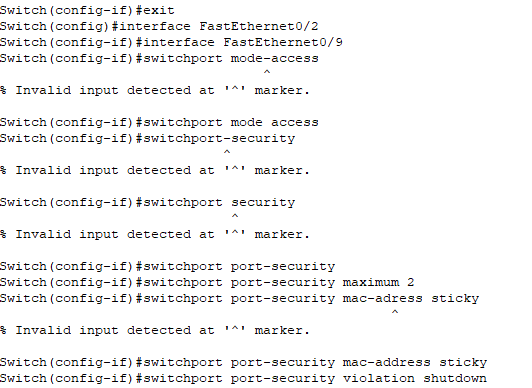 Switch(config-if)#exit
Switch(config)#interface FastEthernet0/2
Switch(config-if)#interface FastEthernet0/9
Switch(config-if)#switchport mode-access
^
% Invalid input detected at '^' marker.
Switch(config-if)#switchport mode access
Switch(config-if)#switchport-security
^
% Invalid input detected at '^' marker.
Switch(config-if)#switchport security
^
% Invalid input detected at '^' marker.
Switch(config-if)#switchport port-security
Switch(config-if)#switchport port-security maximum 2
Switch(config-if)#switchport port-security mac-adress sticky
^
% Invalid input detected at '^' marker.
Switch(config-if)#switchport port-security mac-address sticky
Switch(config-if)#switchport port-security violation shutdown